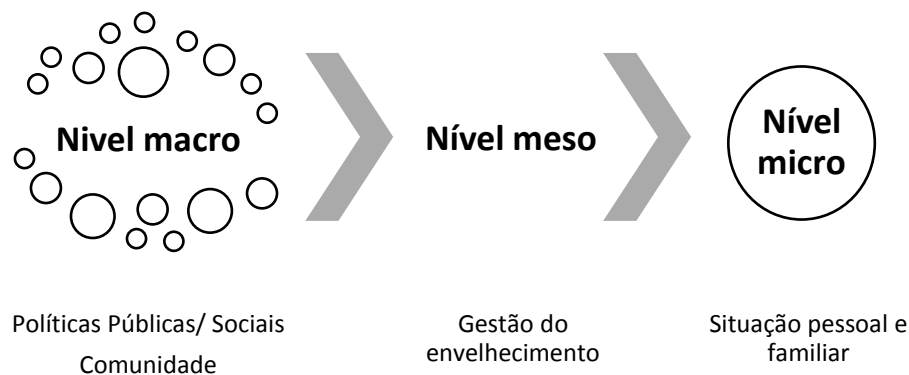 Nivel macro
Nível meso
Nível
micro
Políticas Públicas/ Sociais
Comunidade
Gestão do
envelhecimento
Situação pessoal e
familiar